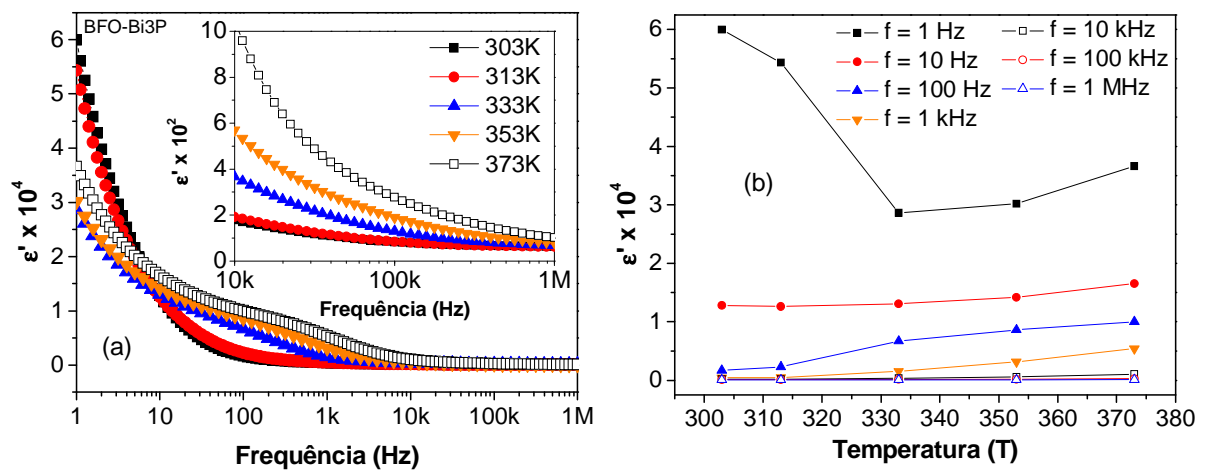 BFO-Bi3P
ε' x 10⁴
6
5
4
3
2
1
0
1
10
100
1k
10k
100k
1M
Frequência (Hz)
(a)
ε' x 10²
10
8
6
4
2
0
10k
100k
1M
Frequência (Hz)
303K
313K
333K
353K
373K
ε' x 10⁴
6
5
4
3
2
1
0
300
310
320
330
340
350
360
370
380
Temperatura (T)
(b)
f = 1 Hz
f = 10 Hz
f = 100 Hz
f = 1 kHz
f = 10 kHz
f = 100 kHz
f = 1 MHz